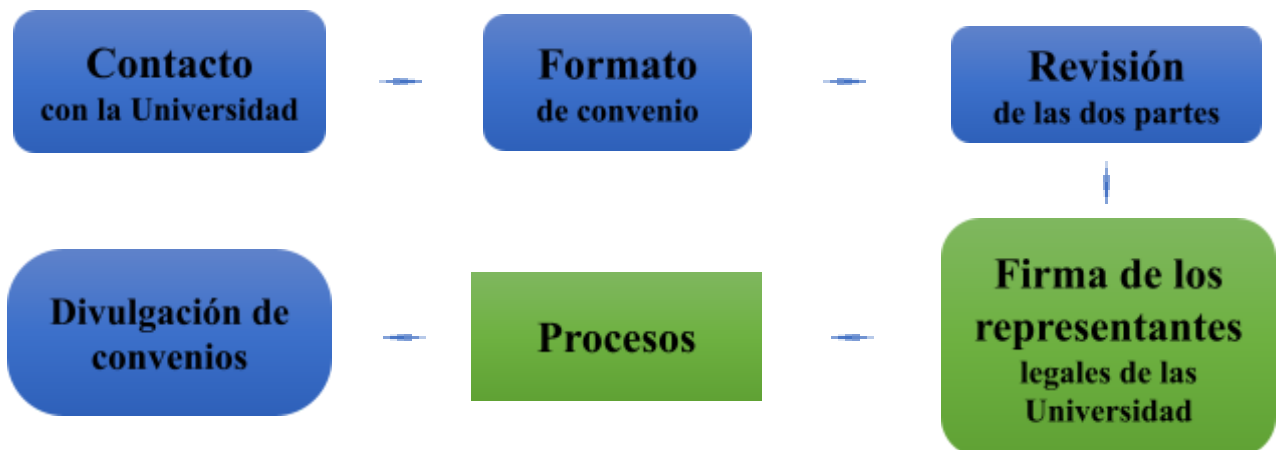 Contacto
con la Universidad
Formato
de convenio
Revisión
de las dos partes
Firma de los
representantes
legales de las
Universidad
Procesos
Divulgación de
convenios